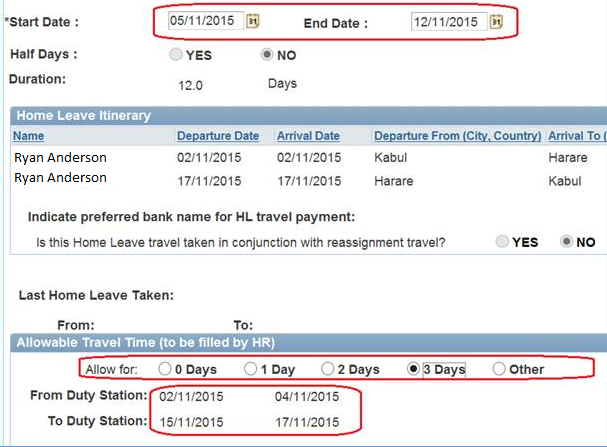 *Start Date : 05/11/2015 31 End Date : 12/11/2015 31
Half Days : YES NO
Duration: 12.0 Days
Home Leave Itinerary
Name Departure Date Arrival Date Departure From (City, Country) Arrival To (
Ryan Anderson 02/11/2015 02/11/2015 Kabul Harare
Ryan Anderson 17/11/2015 17/11/2015 Harare Kabul
Indicate preferred bank name for HL travel payment:
Is this Home Leave travel taken in conjunction with reassignment travel? YES NO
Last Home Leave Taken:
From: To:
Allowable Travel Time (to be filled by HR)
Allow for: 0 Days 1 Day 2 Days 3 Days Other
From Duty Station: 02/11/2015 04/11/2015
To Duty Station: 15/11/2015 17/11/2015